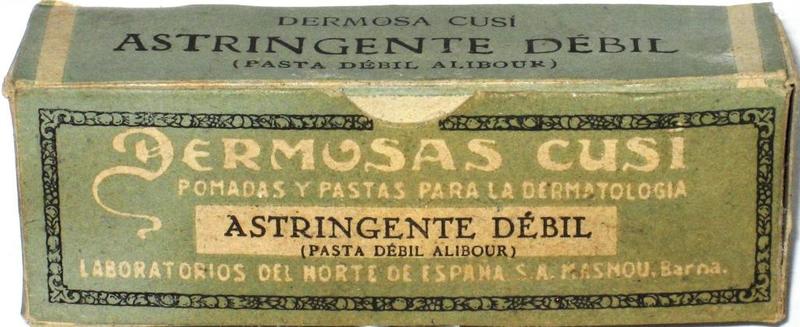 DERMOSA CUSÍ
ASTRINGENTE DÉBIL
(PASTA DÉBIL ALIBOUR)
DERMOSAS CUSÍ
POMADAS Y PASTAS PARA LA DERMATOLOGIA
ASTRINGENTE DÉBIL
(PASTA DÉBIL ALIBOUR)
LABORATORIOS DEL NORTE DE ESPAÑA S.A. MASNOU, Barna.